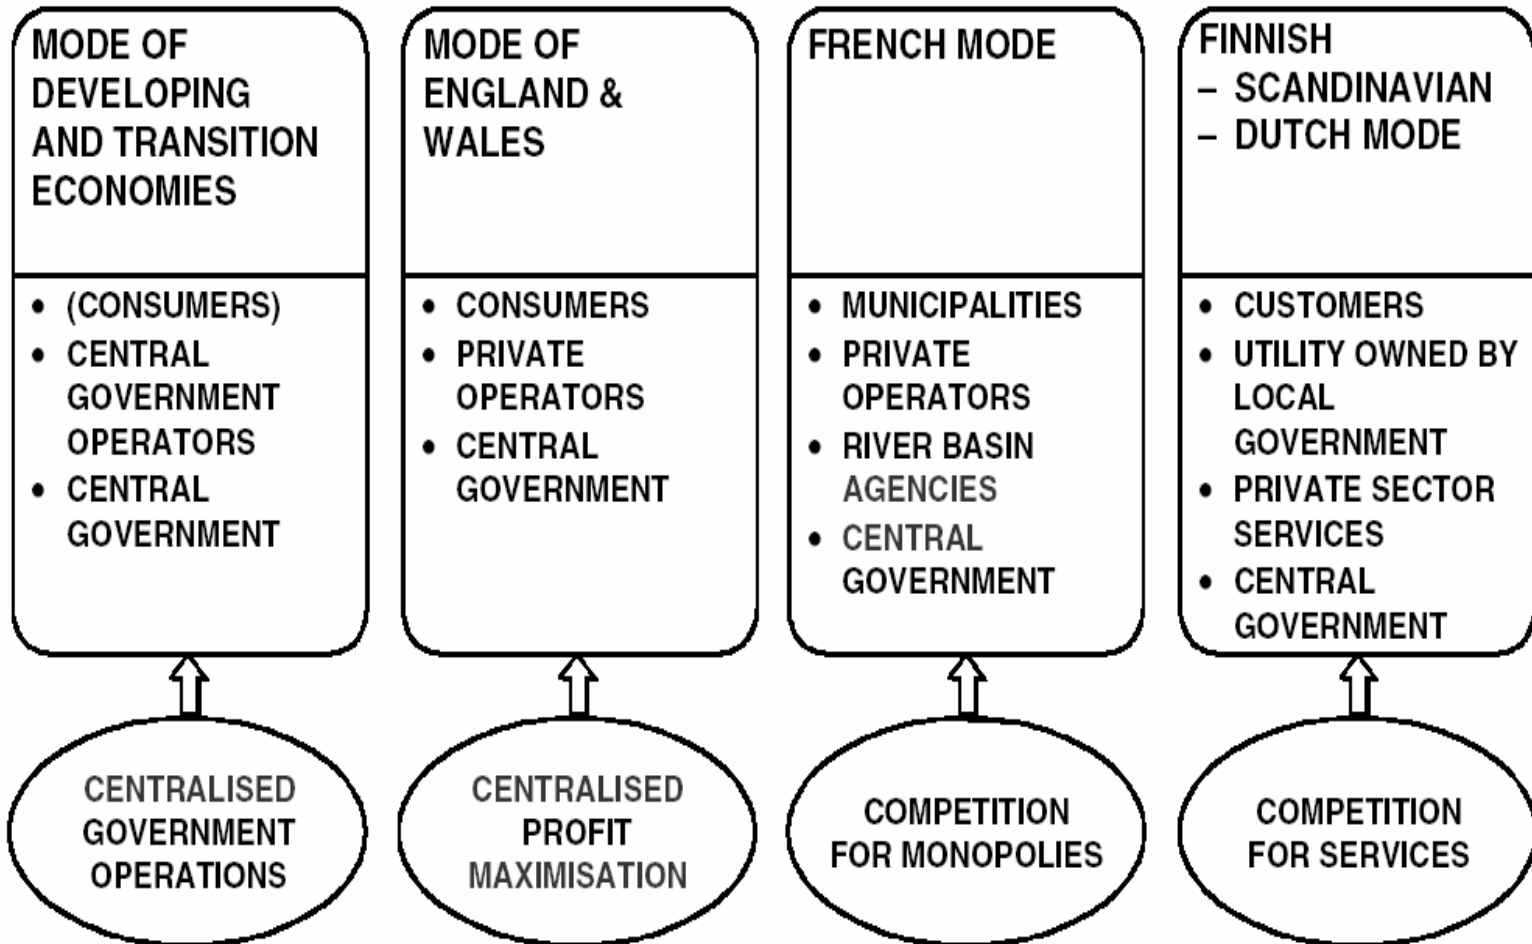 MODE OF
DEVELOPING
AND TRANSITION
ECONOMIES
• (CONSUMERS)
• CENTRAL
GOVERNMENT
OPERATORS
• CENTRAL
GOVERNMENT
CENTRALISED
GOVERNMENT
OPERATIONS
MODE OF
ENGLAND &
WALES
• CONSUMERS
• PRIVATE
OPERATORS
• CENTRAL
GOVERNMENT
CENTRALISED
PROFIT
MAXIMISATION
FRENCH MODE
• MUNICIPALITIES
• PRIVATE
OPERATORS
• RIVER BASIN
AGENCIES
• CENTRAL
GOVERNMENT
COMPETITION
FOR MONOPOLIES
FINNISH
– SCANDINAVIAN
– DUTCH MODE
• CUSTOMERS
• UTILITY OWNED BY
LOCAL
GOVERNMENT
• PRIVATE SECTOR
SERVICES
• CENTRAL
GOVERNMENT
COMPETITION
FOR SERVICES